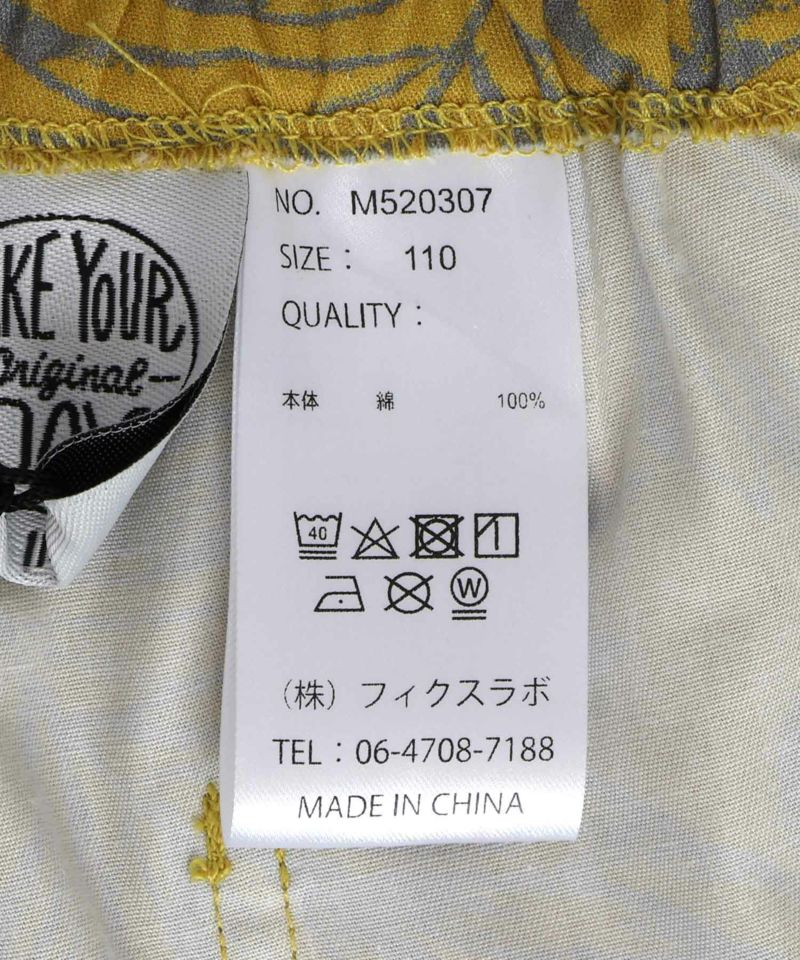 KE YOUR
Original
NO. M520307
SIZE : 110
QUALITY :
本体 綿 100%
40
W
(株) フィクスラボ
TEL : 06-4708-7188
MADE IN CHINA